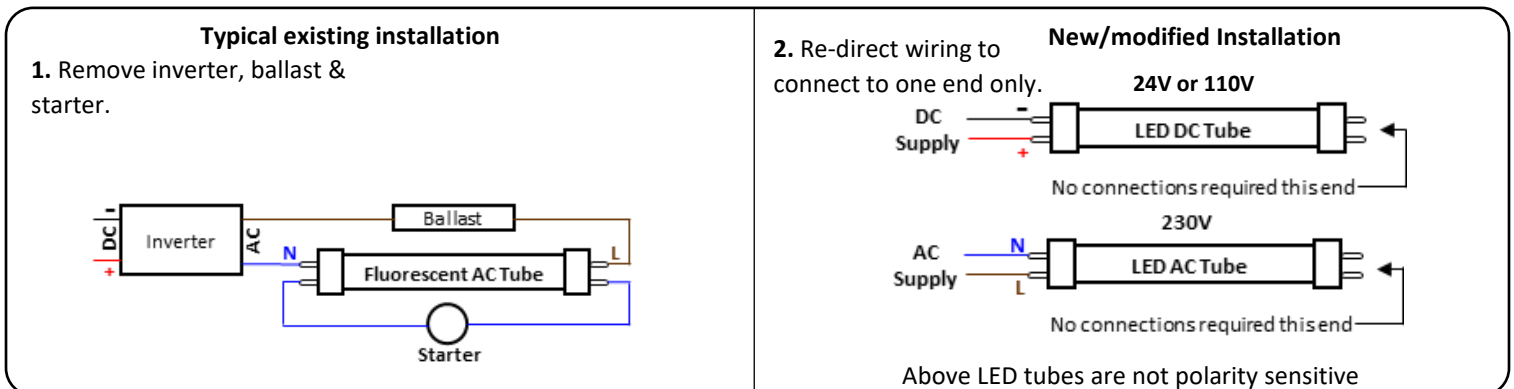 Typical existing installation
1. Remove inverter, ballast &
starter.
DC
-
+
Inverter
AC
Ballast
N
L
Fluorescent AC Tube
Starter
New/modified Installation
2. Re-direct wiring to
connect to one end only.
24V or 110V
DC
Supply
-
+
LED DC Tube
No connections required this end
230V
AC
Supply
N
L
LED AC Tube
No connections required this end
Above LED tubes are not polarity sensitive